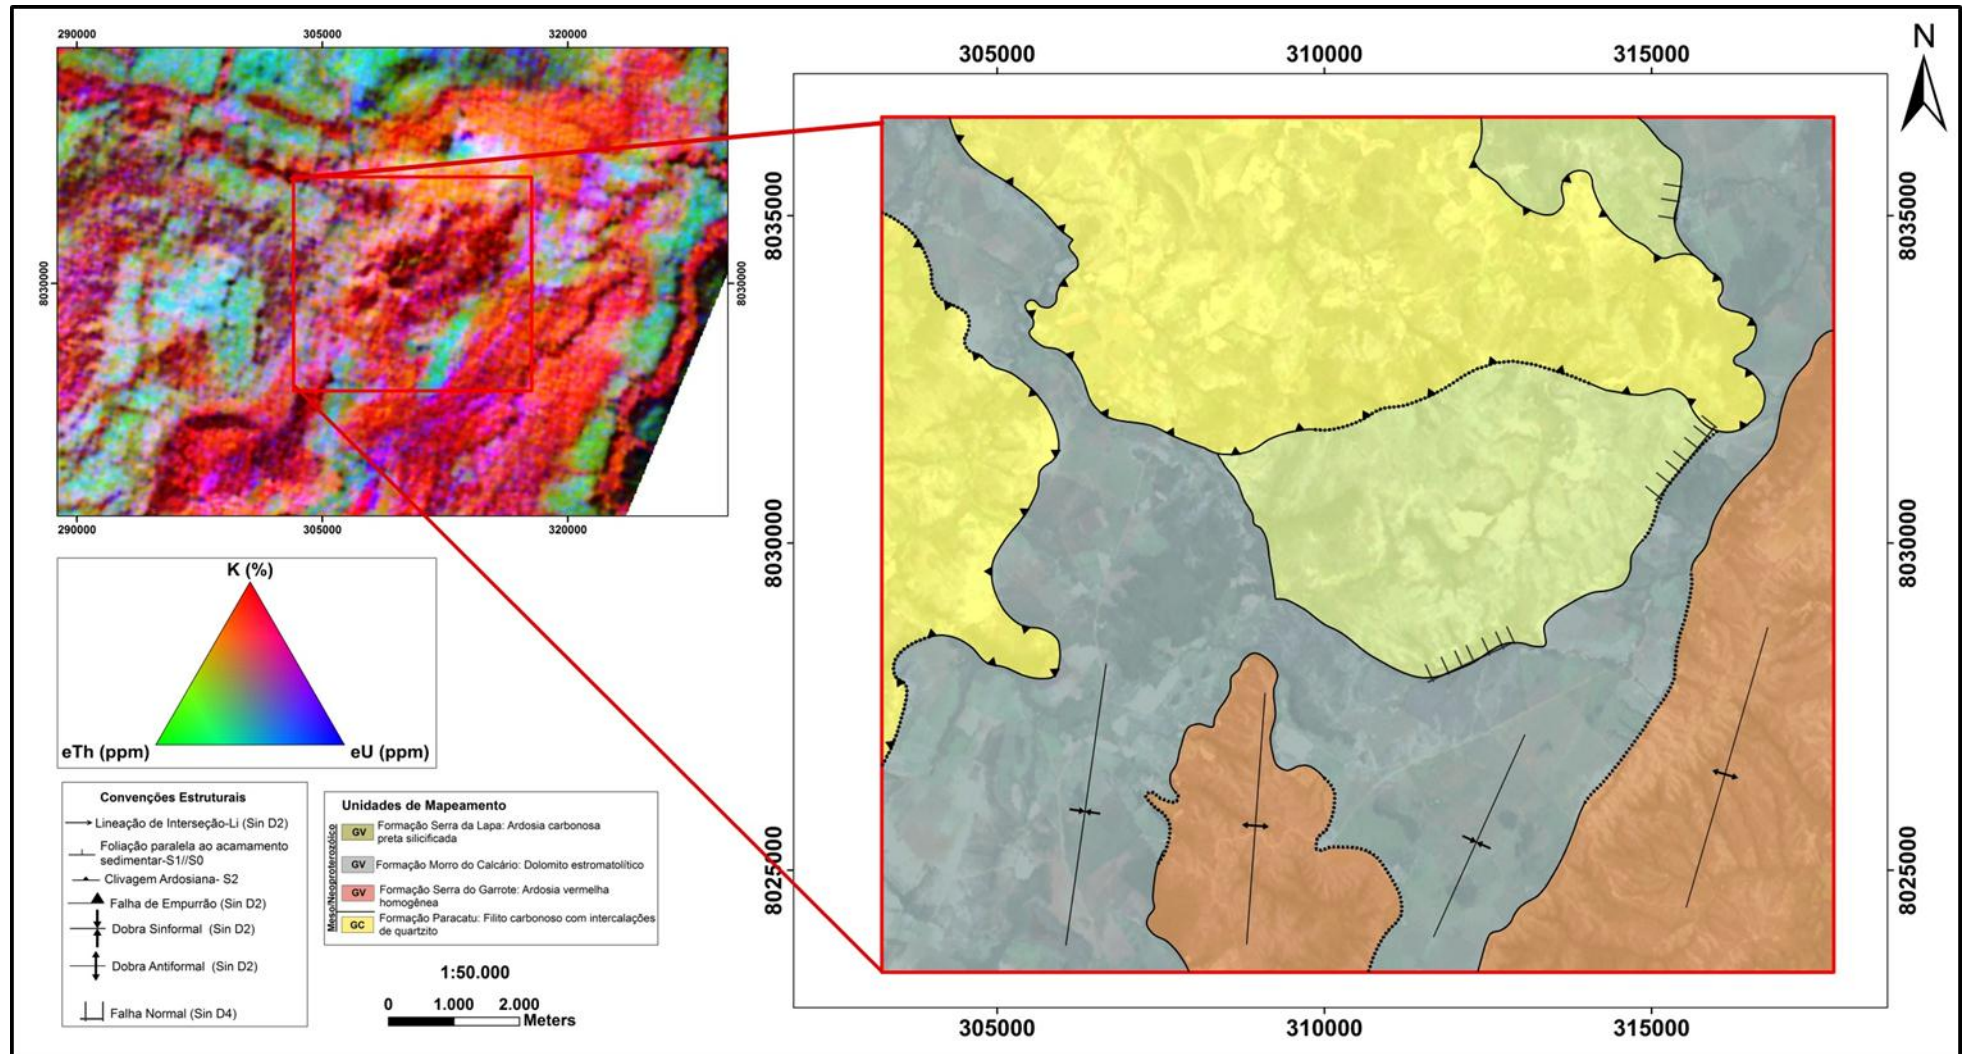 290000 305000 320000
8030000
8030000
290000 305000 320000
K (%)
eTh (ppm) eU (ppm)
Convenções Estruturais
Lineação de Interseção-Li (Sin D2)
Foliação paralela ao acamamento
sedimentar-S1//S0
Clivagem Ardosiana- S2
Falha de Empurrão (Sin D2)
Dobra Sinformal (Sin D2)
Dobra Antiformal (Sin D2)
Falha Normal (Sin D4)
Unidades de Mapeamento
Meso/Neoproterozóico
GV Formação Serra da Lapa: Ardosia carbonosa
preta silicificada
GV Formação Morro do Calcário: Dolomito estromatolítico
GV Formação Serra do Garrote: Ardosia vermelha
homogênea
GC Formação Paracatu: Filito carbonoso com intercalações
de quartzito
1:50.000
0 1.000 2.000
Meters
N
305000 310000 315000
8035000
8030000
8025000
8035000
8030000
8025000
305000 310000 315000